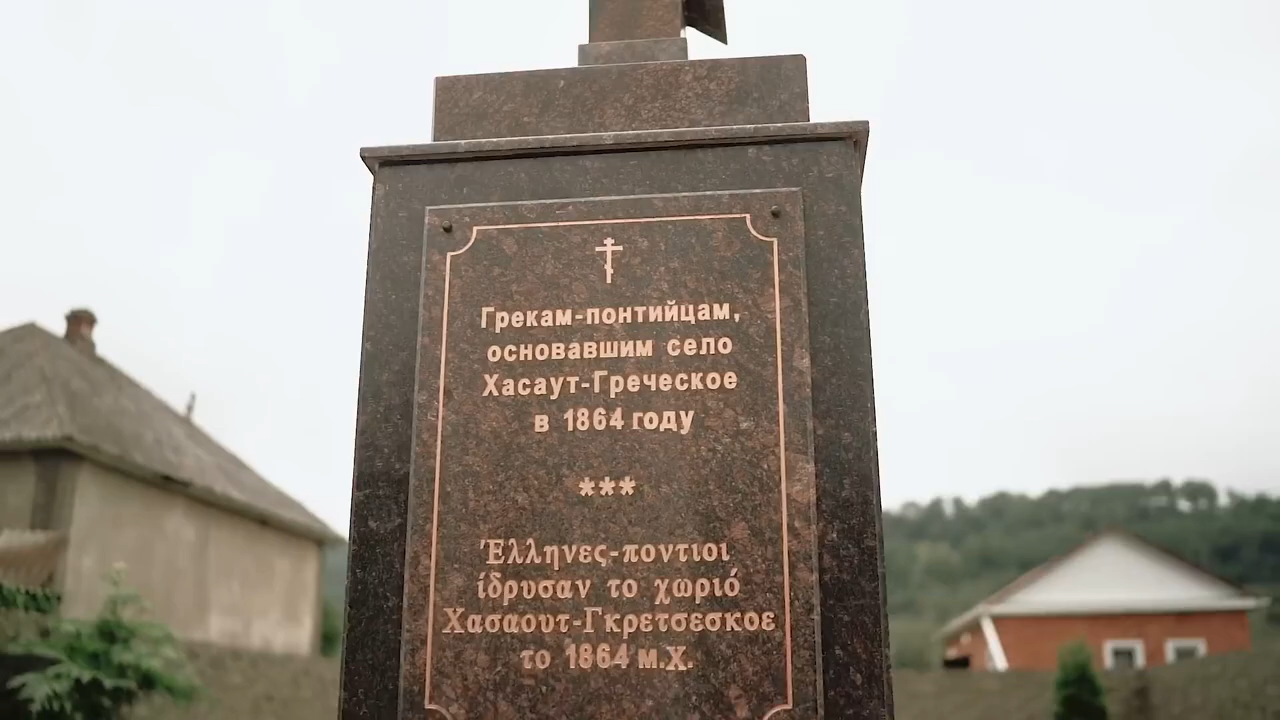 Грекам-понтийцам,
основавшим село
Хасаут-Греческое
в 1864 году
***
Έλληνες-ποντιοι
ίδρυσαν το χωριό
Χασαουτ-Γκρετσεσκοε
το 1864 м.Х.